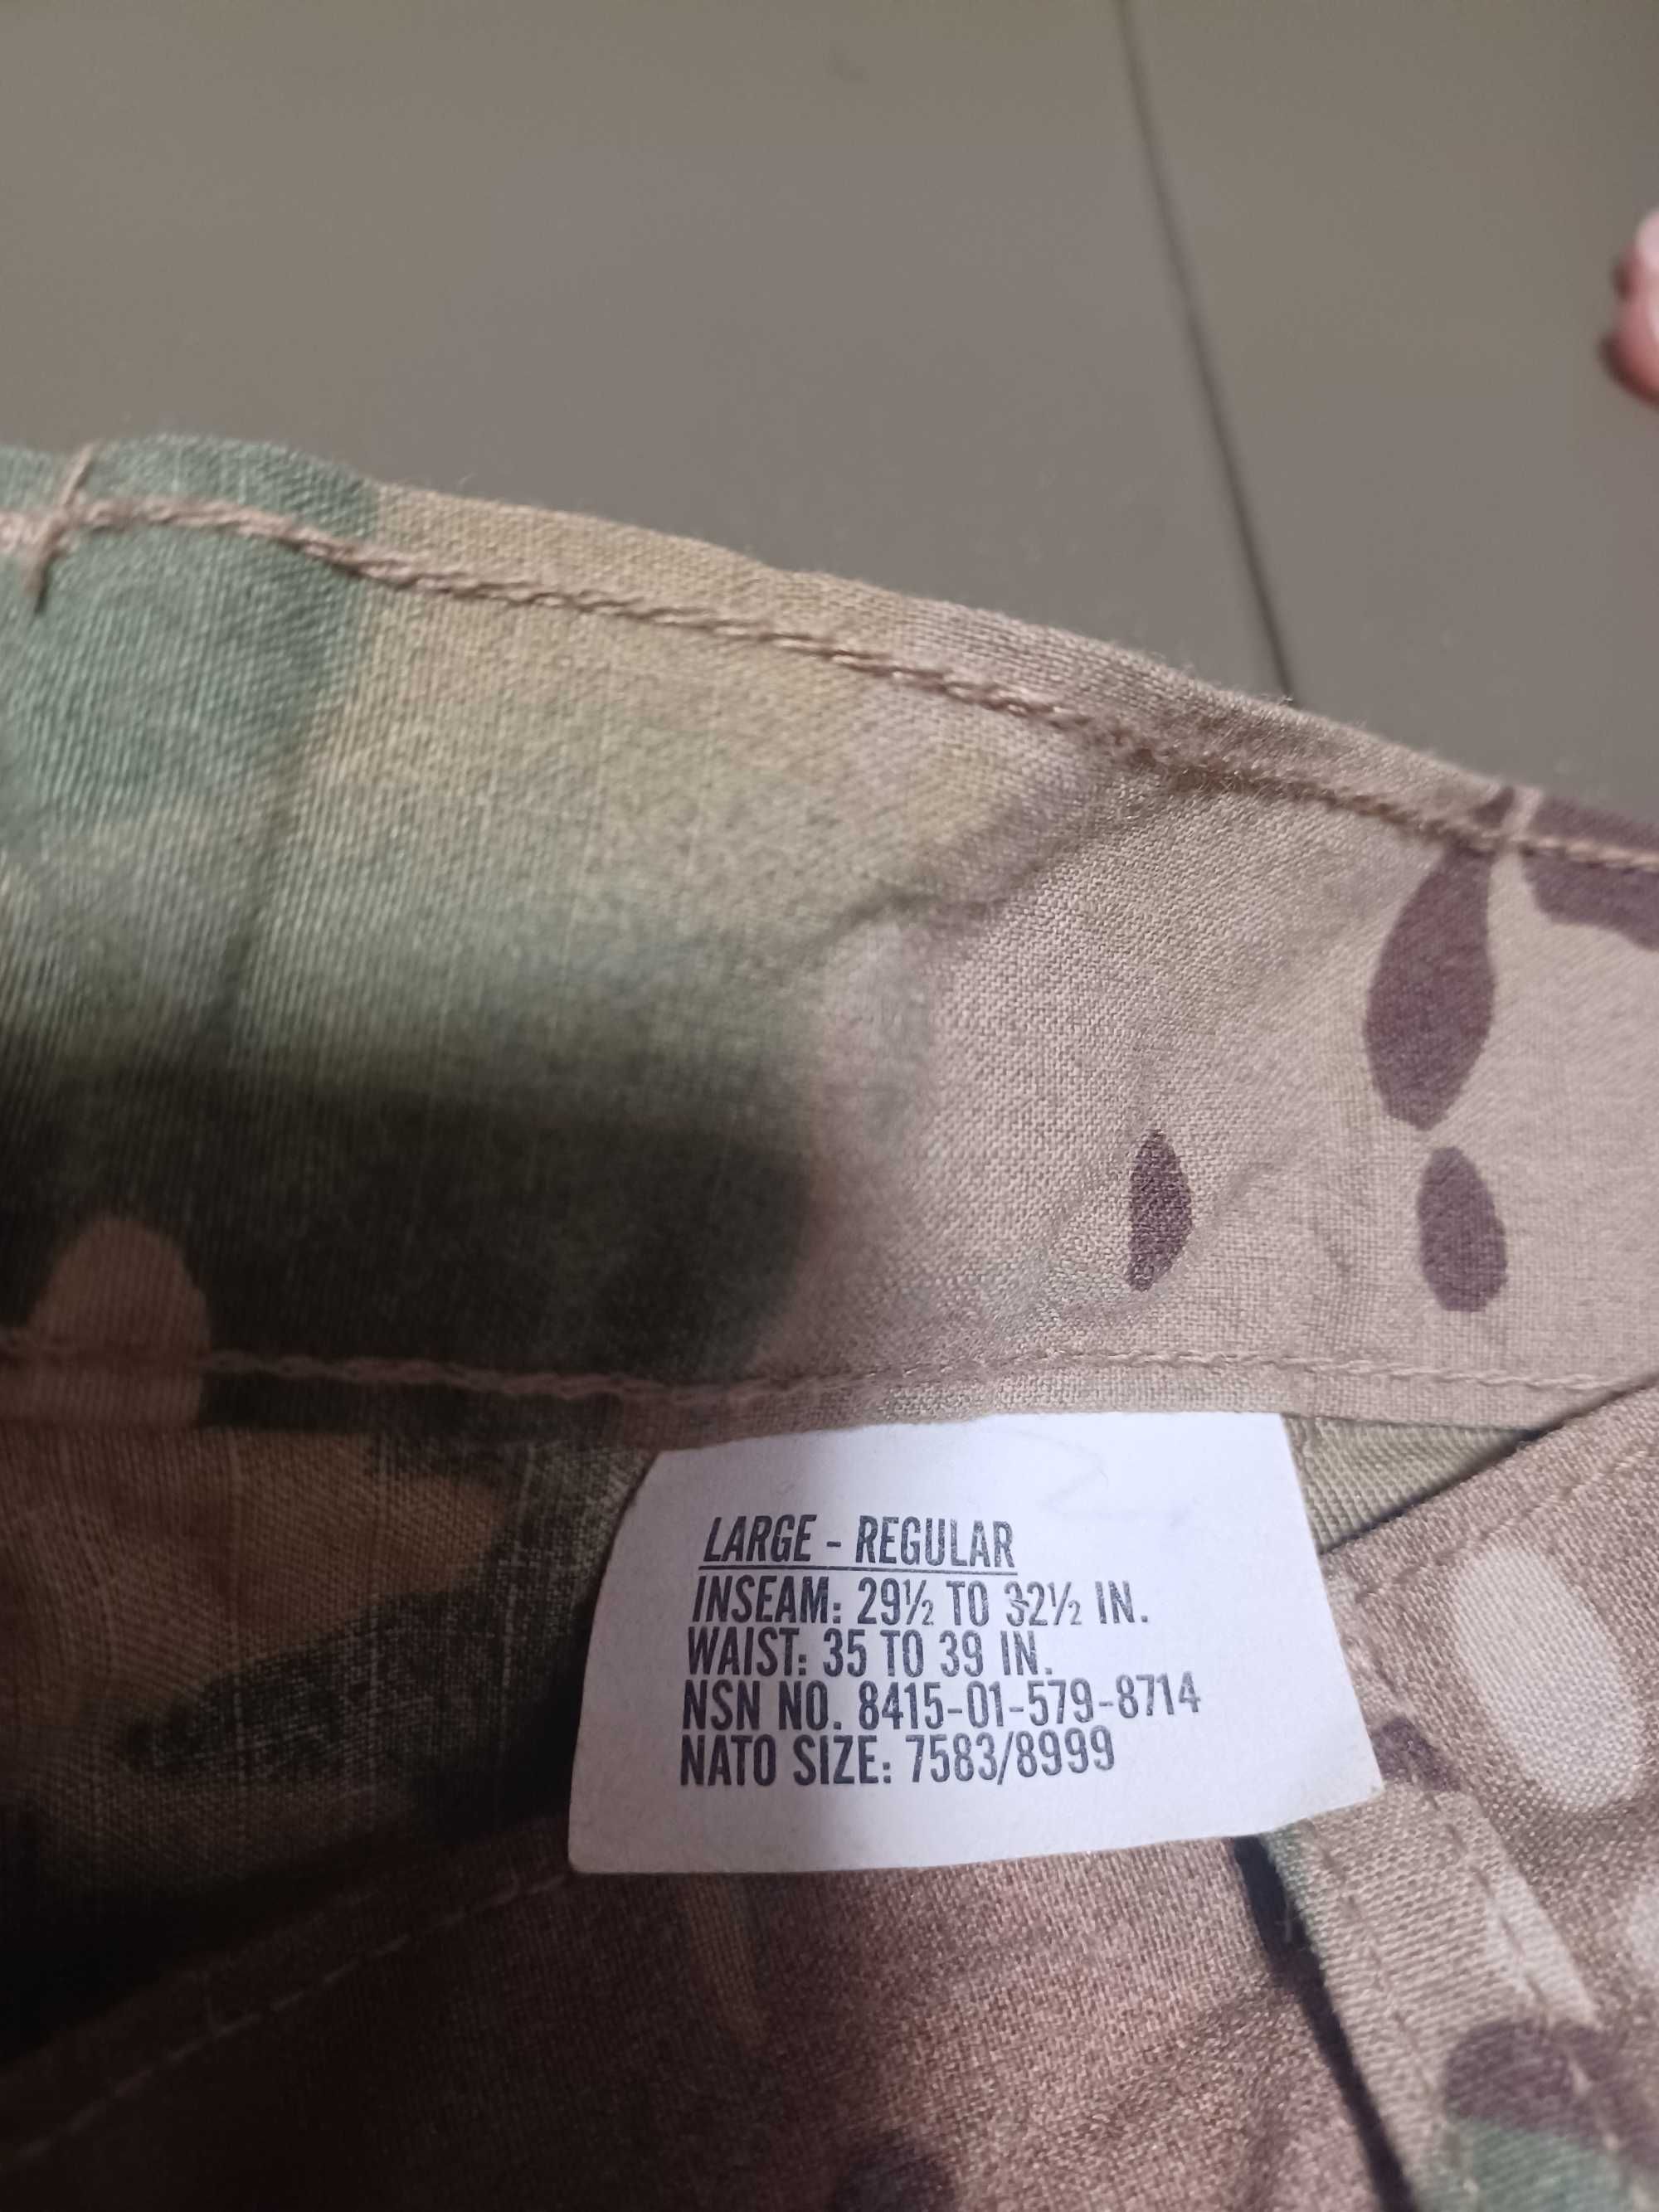 LARGE - REGULAR
INSEAM: 29½ TO 32½ IN.
WAIST: 35 TO 39 IN.
NSN NO. 8415-01-579-8714
NATO SIZE: 7583/8999